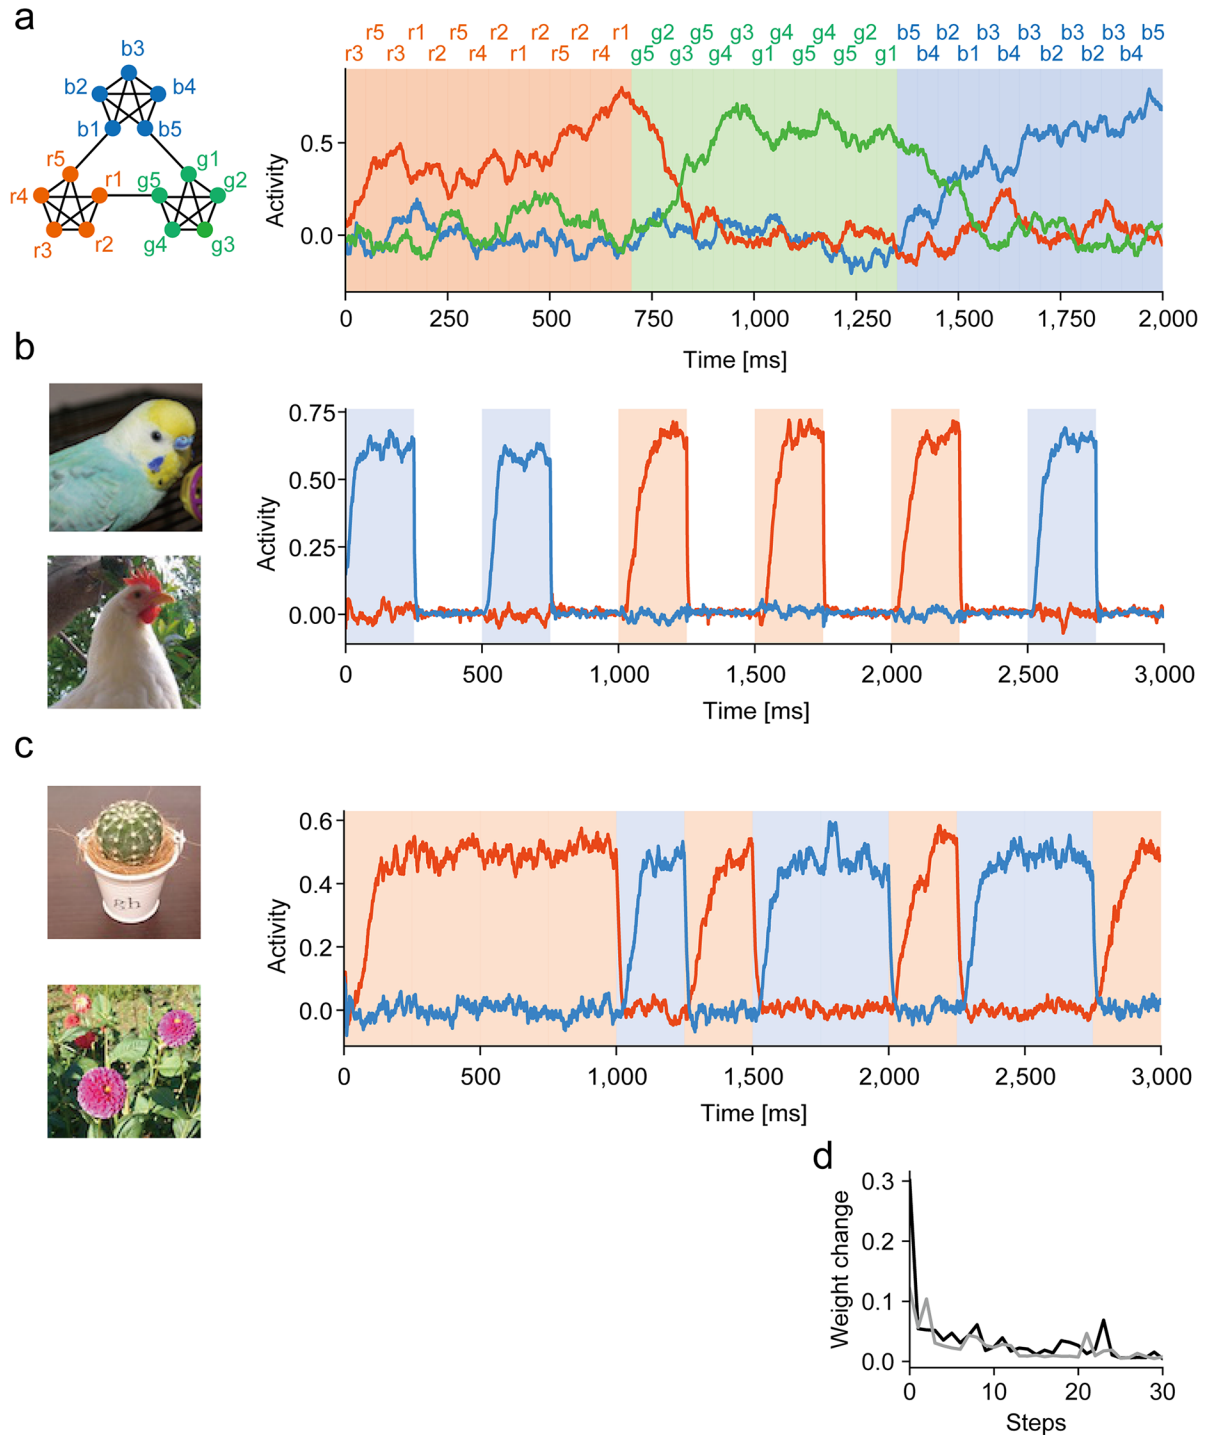 a
r5 r1 r5 r2 r2 r2 r1 g2 g5 g3 g4 g4 g2 b5 b2 b3 b3 b3 b3 b5
r3 r3 r2 r4 r1 r5 r4 g5 g3 g4 g1 g5 g5 g1 b4 b1 b4 b2 b2 b4
b3
b2 b4
b1 b5
r5 g1
r4 r1 g5 g2
r3 r2 g4 g3
Activity
0.5
0.0
0 250 500 750 1,000 1,250 1,500 1,750 2,000
Time [ms]
b
Activity
0.75
0.50
0.25
0.00
0 500 1,000 1,500 2,000 2,500 3,000
Time [ms]
c
gh
Activity
0.6
0.4
0.2
0.0
0 500 1,000 1,500 2,000 2,500 3,000
Time [ms]
d
Weight change
0.3
0.2
0.1
0.0
0 10 20 30
Steps